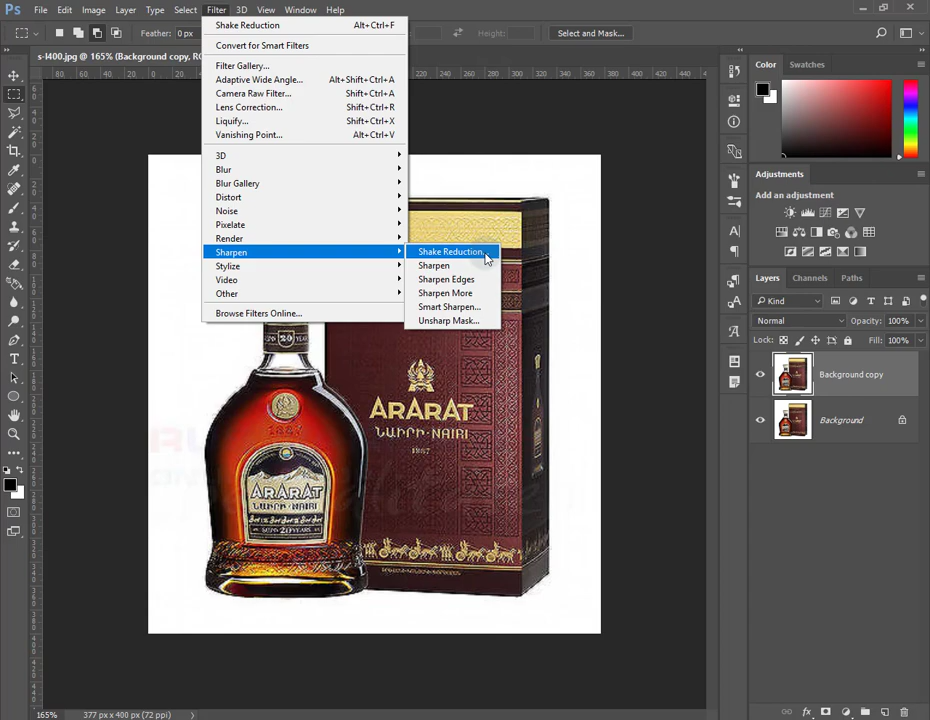 Ps File Edit Image Layer Type Select Filter 3D View Window Help
Feather: 0 px
Height:
Select and Mask...
s-l400.jpg @ 165% (Background copy, RG
Shake Reduction Alt+Ctrl+F
Convert for Smart Filters
Filter Gallery...
Adaptive Wide Angle... Alt+Shift+Ctrl+A
Camera Raw Filter... Shift+Ctrl+A
Lens Correction... Shift+Ctrl+R
Liquify... Shift+Ctrl+X
Vanishing Point... Alt+Ctrl+V
3D
Blur
Blur Gallery
Distort
Noise
Pixelate
Render
Sharpen
Stylize
Video
Other
Browse Filters Online...
Shake Reduction...
Sharpen
Sharpen Edges
Sharpen More
Smart Sharpen...
Unsharp Mask...
20
1887
ARARAT
ՆԱԻՐԻ·NAIRI
20 YEARS
ARARAT
ՆԱԻՐԻ·NAIRI
1887
Color Swatches
Adjustments
Add an adjustment
Layers Channels Paths
Kind
Normal Opacity: 100%
Lock: Fill: 100%
Background copy
Background
165% 377 px x 400 px (72 ppi)